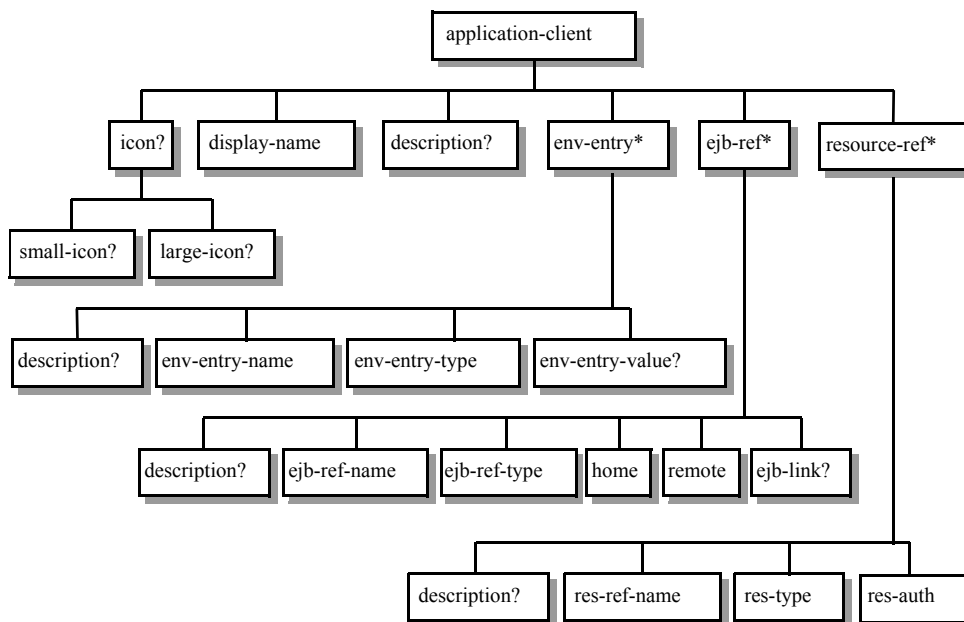 application-client
icon?
display-name
description?
env-entry*
ejb-ref*
resource-ref*
small-icon?
large-icon?
description?
env-entry-name
env-entry-type
env-entry-value?
description?
ejb-ref-name
ejb-ref-type
home
remote
ejb-link?
description?
res-ref-name
res-type
res-auth